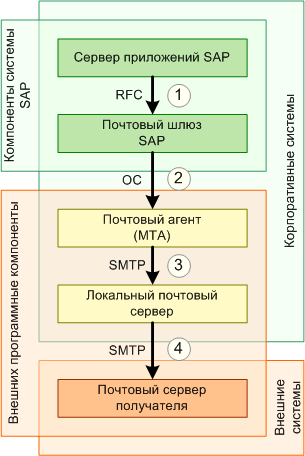 Компоненты системы
SAP
Сервер приложений SAP
RFC
1
Почтовый шлюз
SAP
ОС
2
Корпоративные системы
Внешних программные компоненты
Почтовый агент
(MTA)
SMTP
3
Локальный почтовый
сервер
SMTP
4
Почтовый сервер
получателя
Внешние
системы